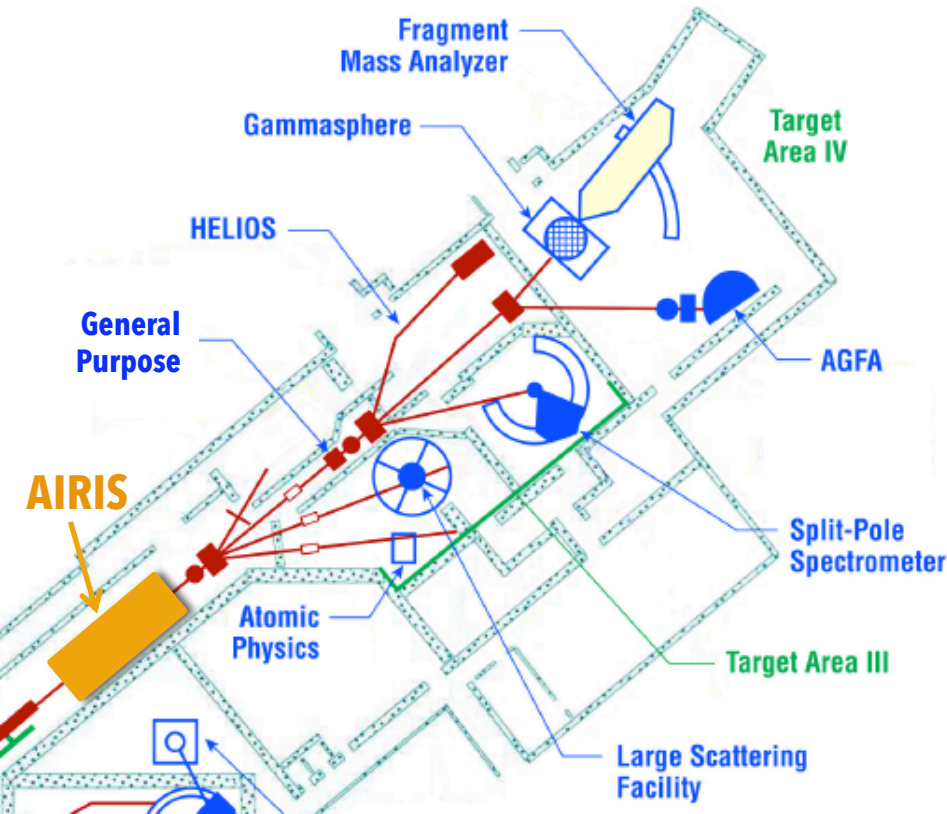 Fragment
Mass Analyzer
Gammasphere
Target
Area IV
HELIOS
General
Purpose
AGFA
AIRIS
Split-Pole
Spectrometer
Atomic
Physics
Target Area III
Large Scattering
Facility